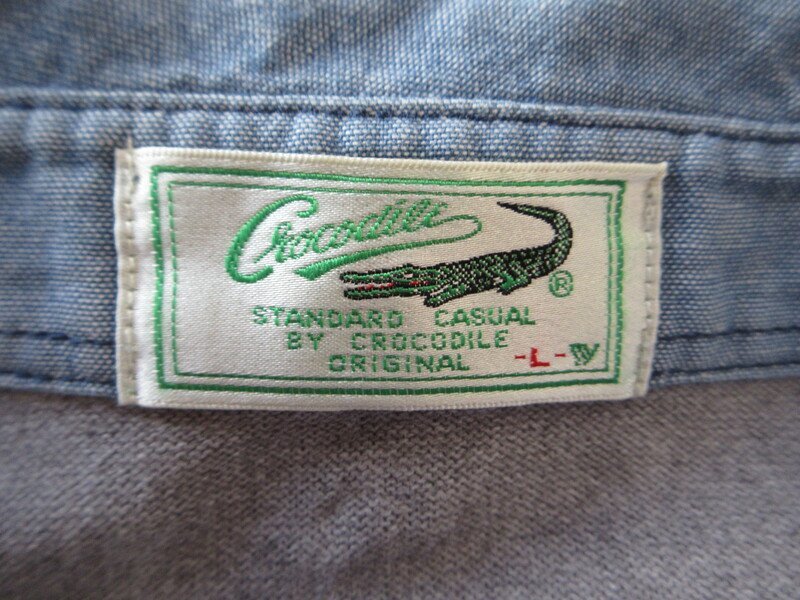 Crocodile
®
STANDARD CASUAL
BY CROCODILE
ORIGINAL
-L-